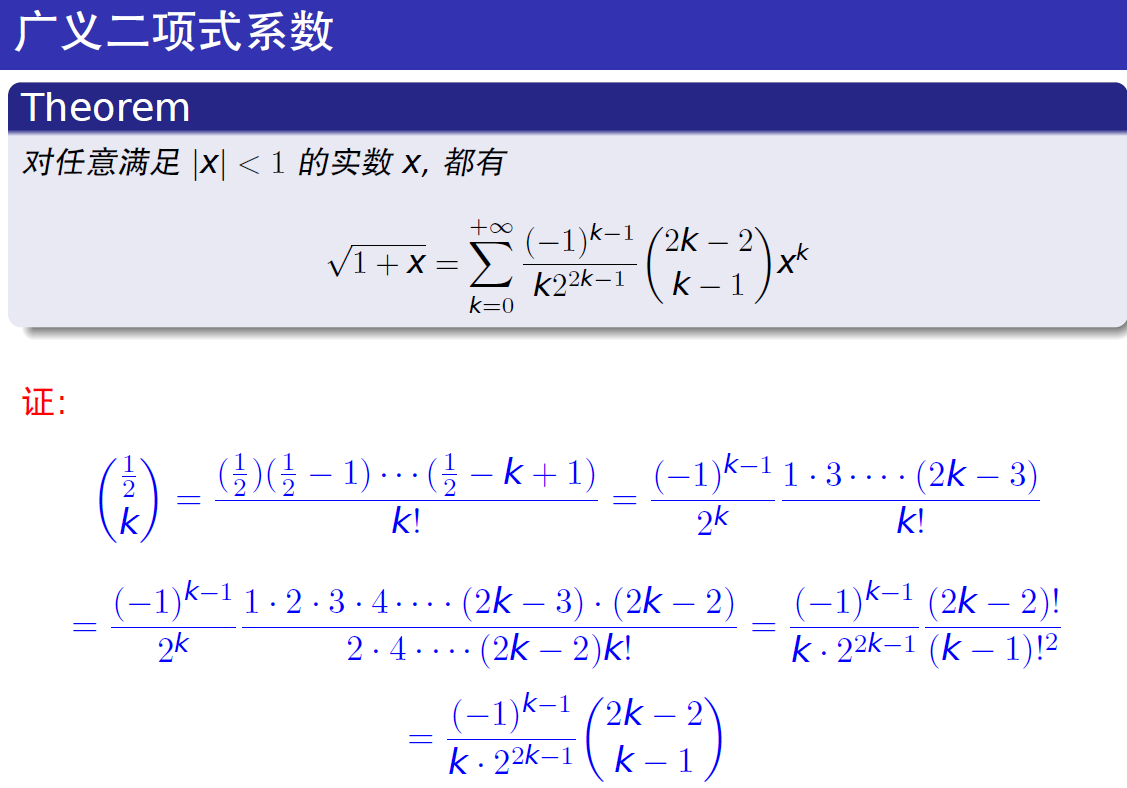 广义二项式系数
Theorem
对任意满足 |x| < 1 的实数 x, 都有
$\sqrt{1+x} = \sum_{k=0}^{+\infty} \frac{(-1)^{k-1}}{k2^{2k-1}} \binom{2k-2}{k-1} x^k$
证:
$\binom{\frac{1}{2}}{k} = \frac{(\frac{1}{2})(\frac{1}{2}-1)\cdots(\frac{1}{2}-k+1)}{k!} = \frac{(-1)^{k-1}}{2^k} \frac{1 \cdot 3 \cdot \cdots \cdot (2k-3)}{k!}$
$= \frac{(-1)^{k-1}}{2^k} \frac{1 \cdot 2 \cdot 3 \cdot 4 \cdot \cdots \cdot (2k-3) \cdot (2k-2)}{2 \cdot 4 \cdot \cdots \cdot (2k-2)k!} = \frac{(-1)^{k-1}}{k \cdot 2^{2k-1}} \frac{(2k-2)!}{(k-1)!^2}$
$= \frac{(-1)^{k-1}}{k \cdot 2^{2k-1}} \binom{2k-2}{k-1}$